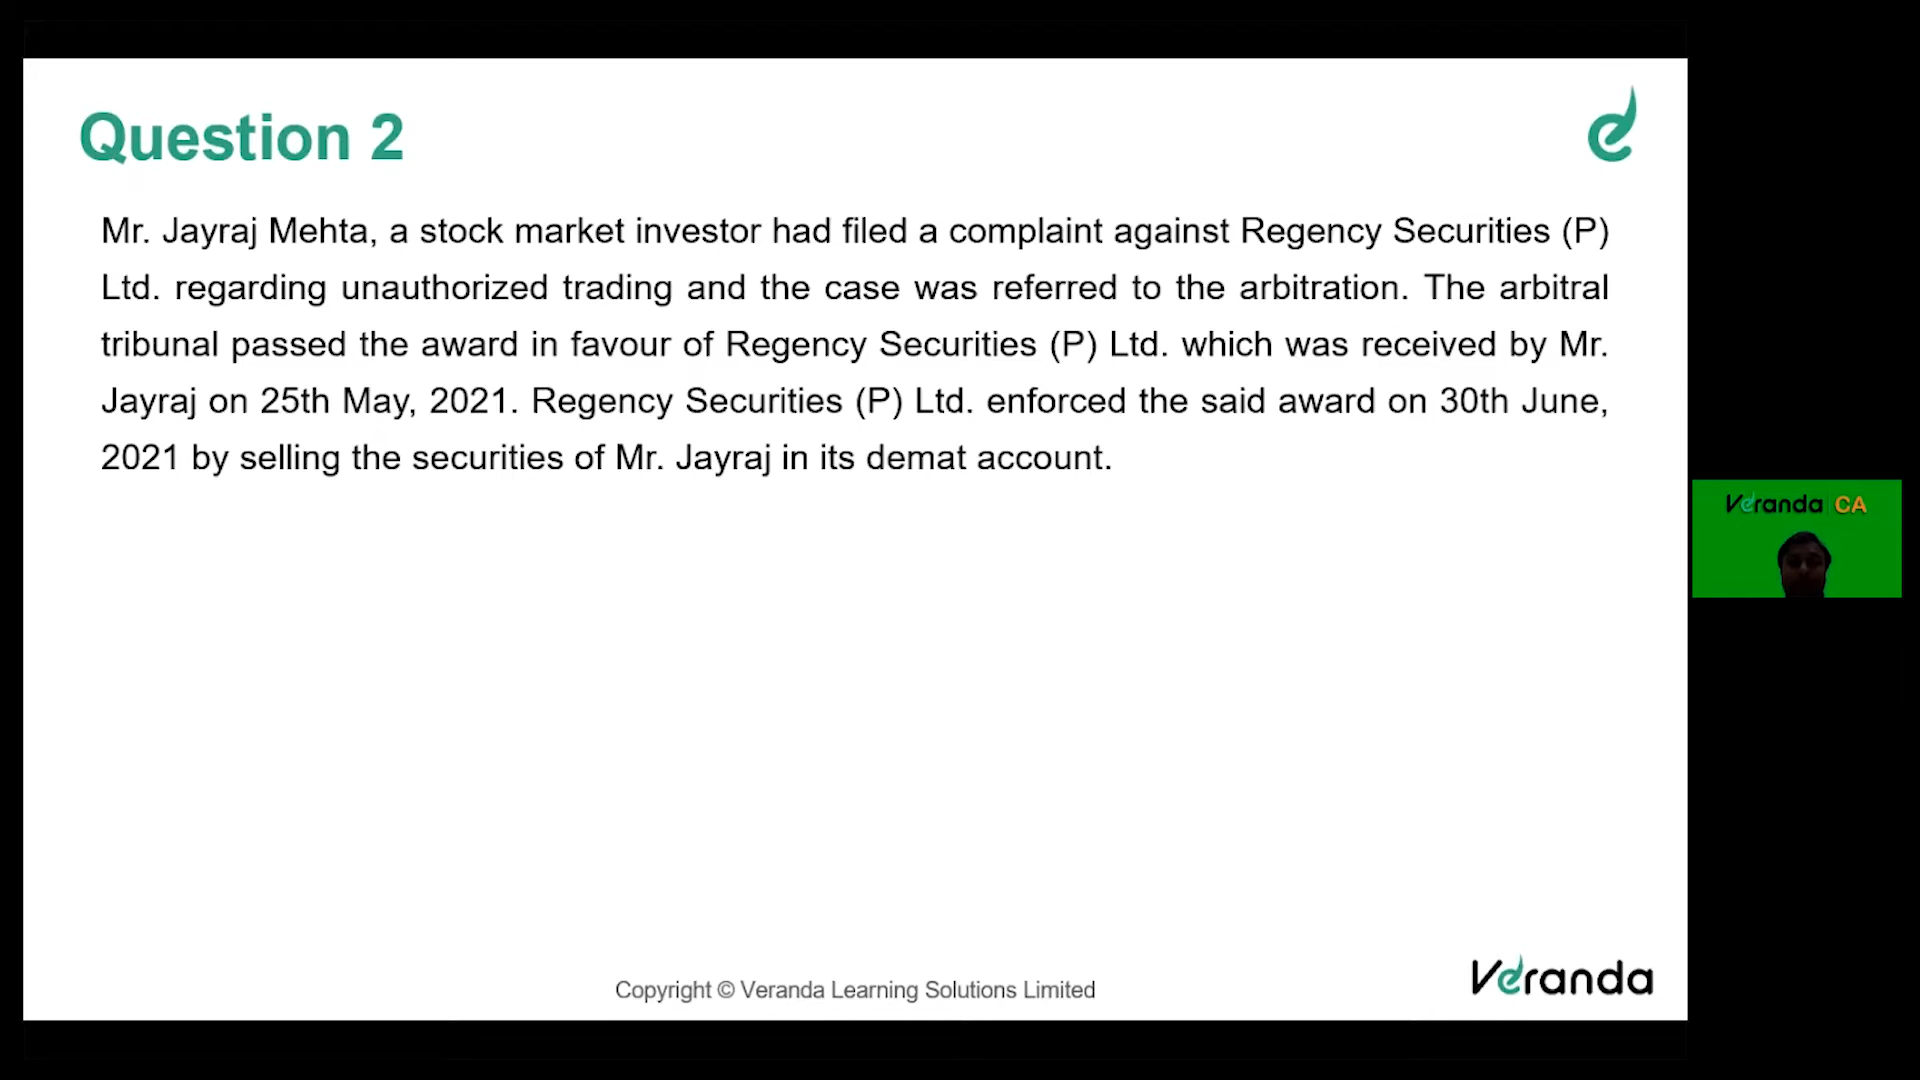 Question 2
Mr. Jayraj Mehta, a stock market investor had filed a complaint against Regency Securities (P)
Ltd. regarding unauthorized trading and the case was referred to the arbitration. The arbitral
tribunal passed the award in favour of Regency Securities (P) Ltd. which was received by Mr.
Jayraj on 25th May, 2021. Regency Securities (P) Ltd. enforced the said award on 30th June,
2021 by selling the securities of Mr. Jayraj in its demat account.
Veranda CA
Copyright © Veranda Learning Solutions Limited
Veranda